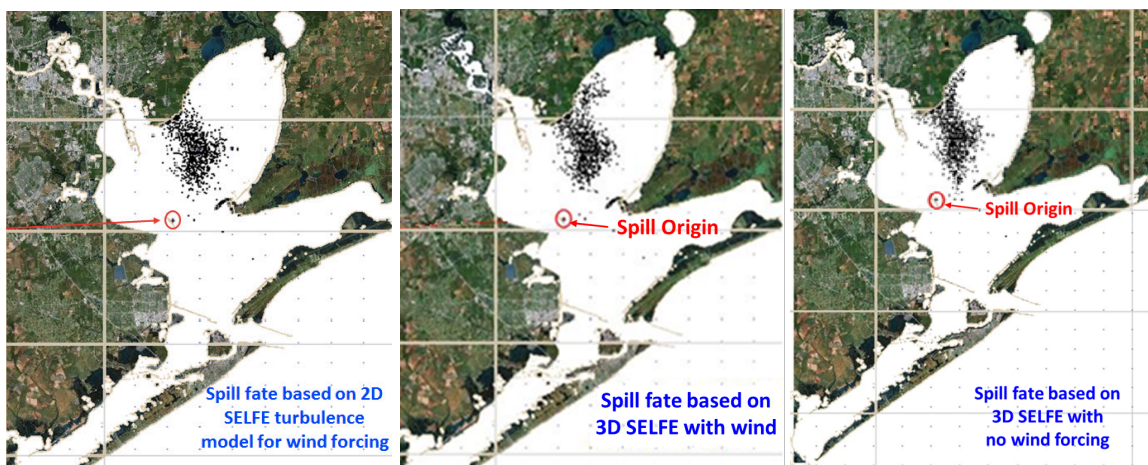 Spill Origin
Spill Origin
Spill fate based on 2D
SELFE turbulence
model for wind forcing
Spill fate based on
3D SELFE with wind
Spill fate based on
3D SELFE with
no wind forcing